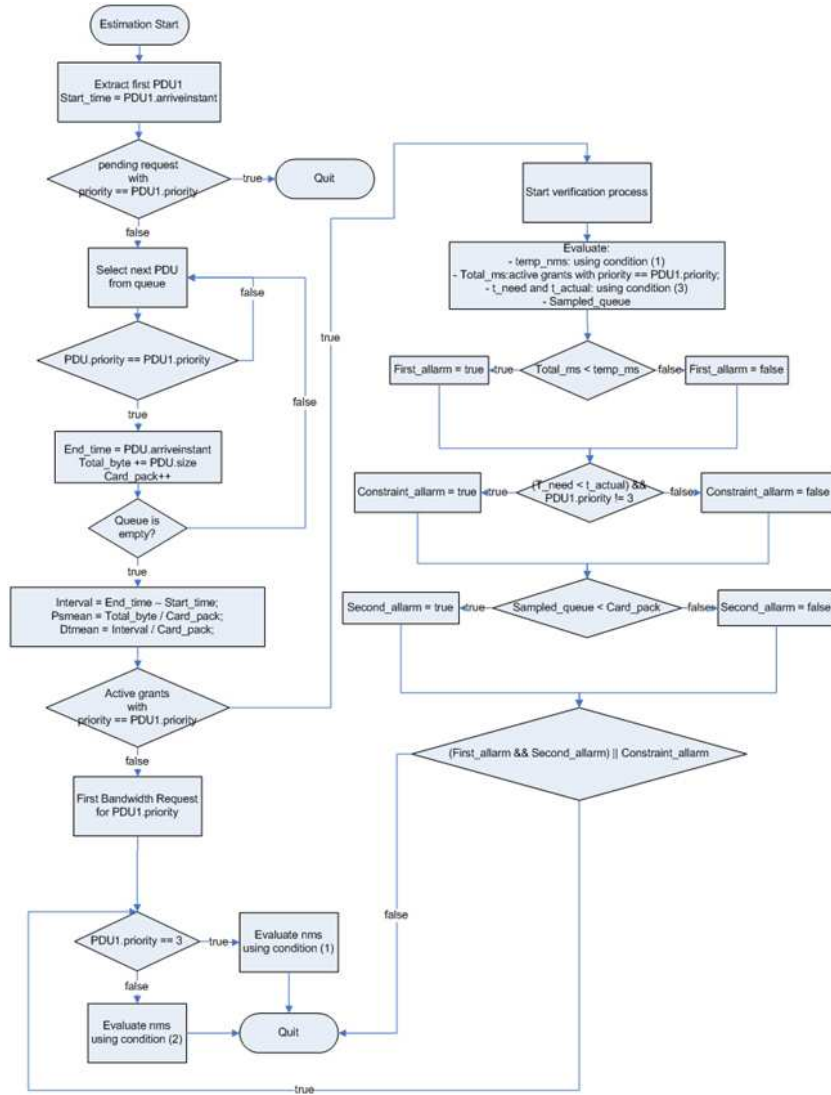 Estimation Start
Extract first PDU1
Start_time = PDU1.arriveinstant
pending request
with
priority == PDU1.priority
true
Quit
false
Select next PDU
from queue
false
PDU.priority == PDU1.priority
true
false
End_time = PDU.arriveinstant
Total_byte += PDU.size
Card_pack++
Queue is
empty?
true
Interval = End_time – Start_time;
Psmean = Total_byte / Card_pack;
Dtmean = Interval / Card_pack;
Active grants
with
priority == PDU1.priority
true
false
First Bandwidth Request
for PDU1.priority
PDU1.priority == 3
true
Evaluate nms
using condition (1)
false
Evaluate nms
using condition (2)
Quit
Start verification process
Evaluate:
- temp_nms: using condition (1)
- Total_ms:active grants with priority == PDU1.priority;
- t_need and t_actual: using condition (3)
- Sampled_queue
First_allarm = true
true
Total_ms < temp_ms
false
First_allarm = false
Constraint_allarm = true
true
(T_need < t_actual) &&
PDU1.priority != 3
false
Constraint_allarm = false
Second_allarm = true
true
Sampled_queue < Card_pack
false
Second_allarm = false
(First_allarm && Second_allarm) || Constraint_allarm
false
true